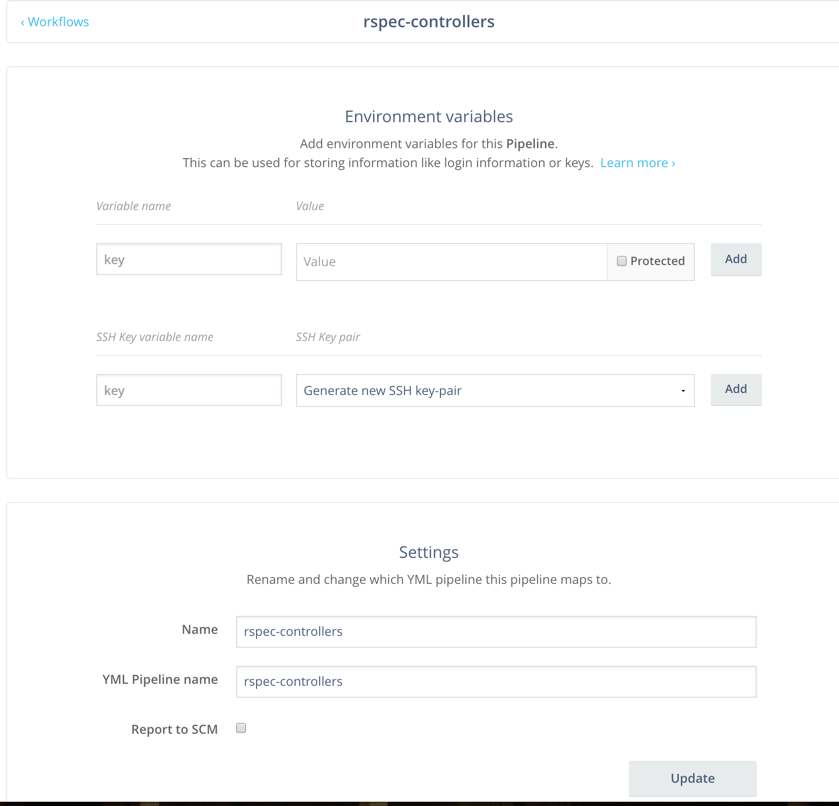 ‹ Workflows
rspec-controllers
Environment variables
Add environment variables for this Pipeline.
This can be used for storing information like login information or keys. Learn more ›
Variable name Value
key Value Protected Add
SSH Key variable name SSH Key pair
key Generate new SSH key-pair Add
Settings
Rename and change which YML pipeline this pipeline maps to.
Name rspec-controllers
YML Pipeline name rspec-controllers
Report to SCM
Update